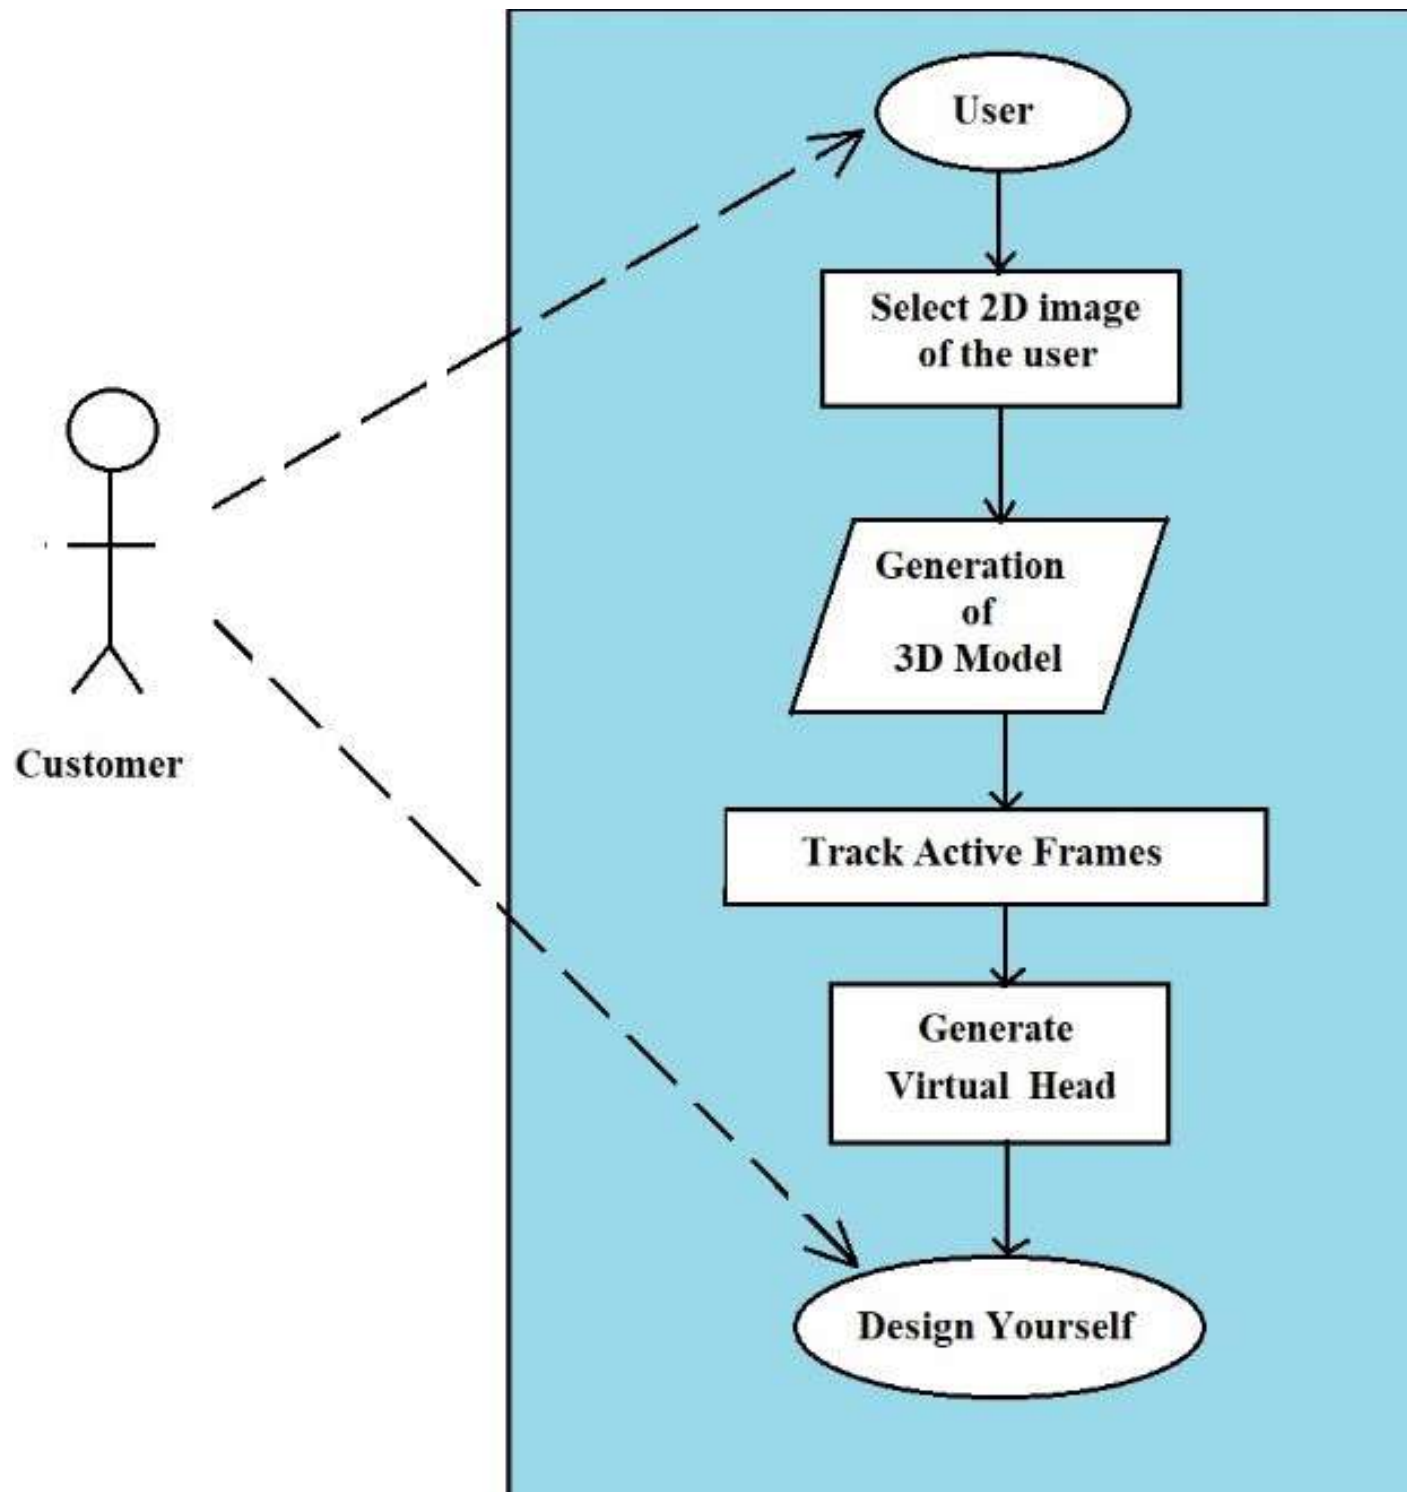 User
Select 2D image
of the user
Generation
of
3D Model
Customer
Track Active Frames
Generate
Virtual Head
Design Yourself